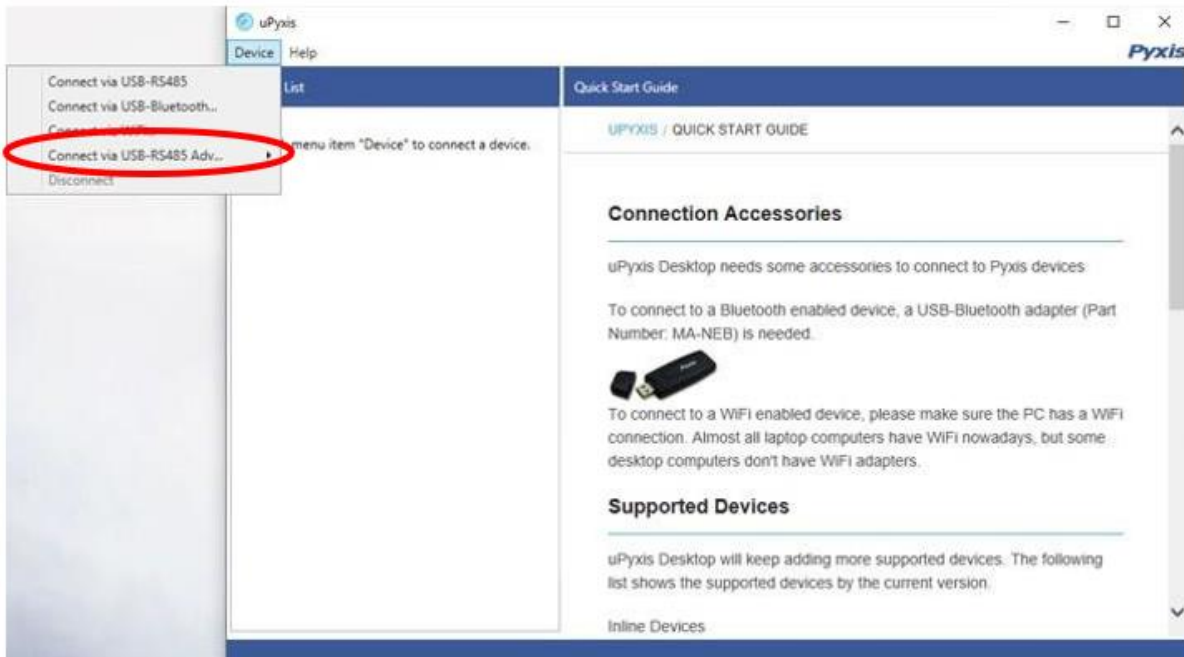 uPyxis
Device Help
Pyxis
Connect via USB-RS485
Connect via USB-Bluetooth...
Connect via WiFi...
Connect via USB-RS485 Adv...
Disconnect
List
menu item "Device" to connect a device.
Quick Start Guide
UPYXIS / QUICK START GUIDE
Connection Accessories
uPyxis Desktop needs some accessories to connect to Pyxis devices
To connect to a Bluetooth enabled device, a USB-Bluetooth adapter (Part
Number: MA-NEB) is needed.
Pyxis
To connect to a WiFi enabled device, please make sure the PC has a WiFi
connection. Almost all laptop computers have WiFi nowadays, but some
desktop computers don't have WiFi adapters.
Supported Devices
uPyxis Desktop will keep adding more supported devices. The following
list shows the supported devices by the current version.
Inline Devices